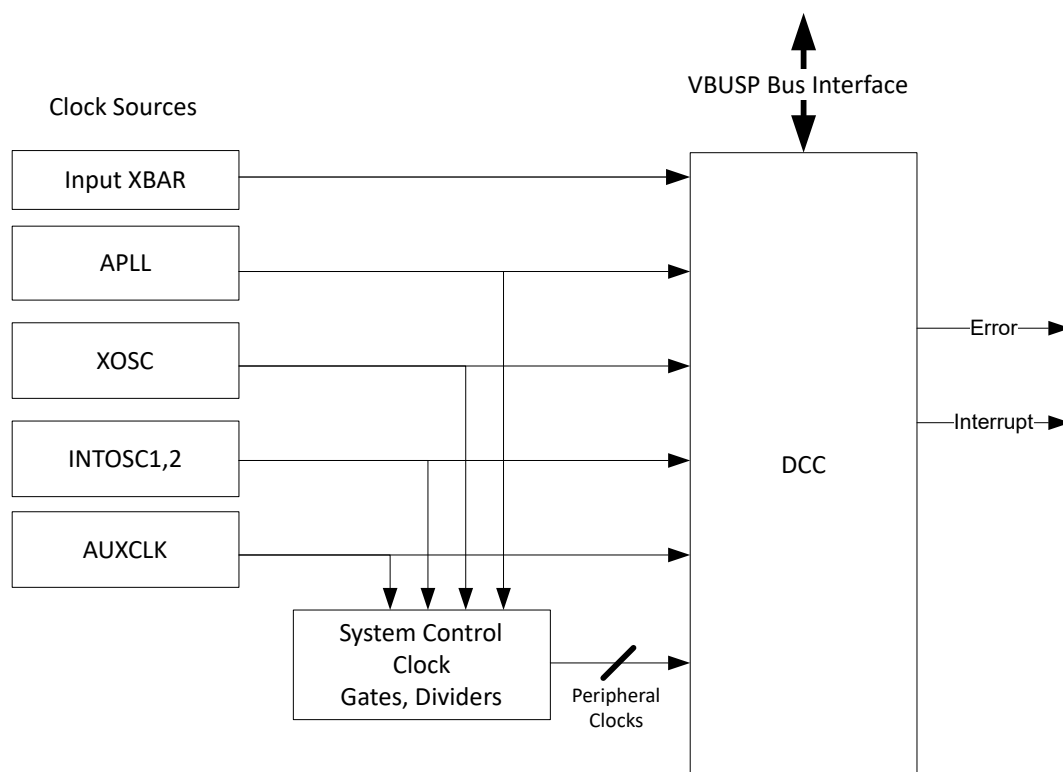 VBUSP Bus Interface
Clock Sources
Input XBAR
APLL
XOSC
INTOSC1,2
AUXCLK
System Control
Clock
Gates, Dividers
Peripheral
Clocks
DCC
Error
Interrupt